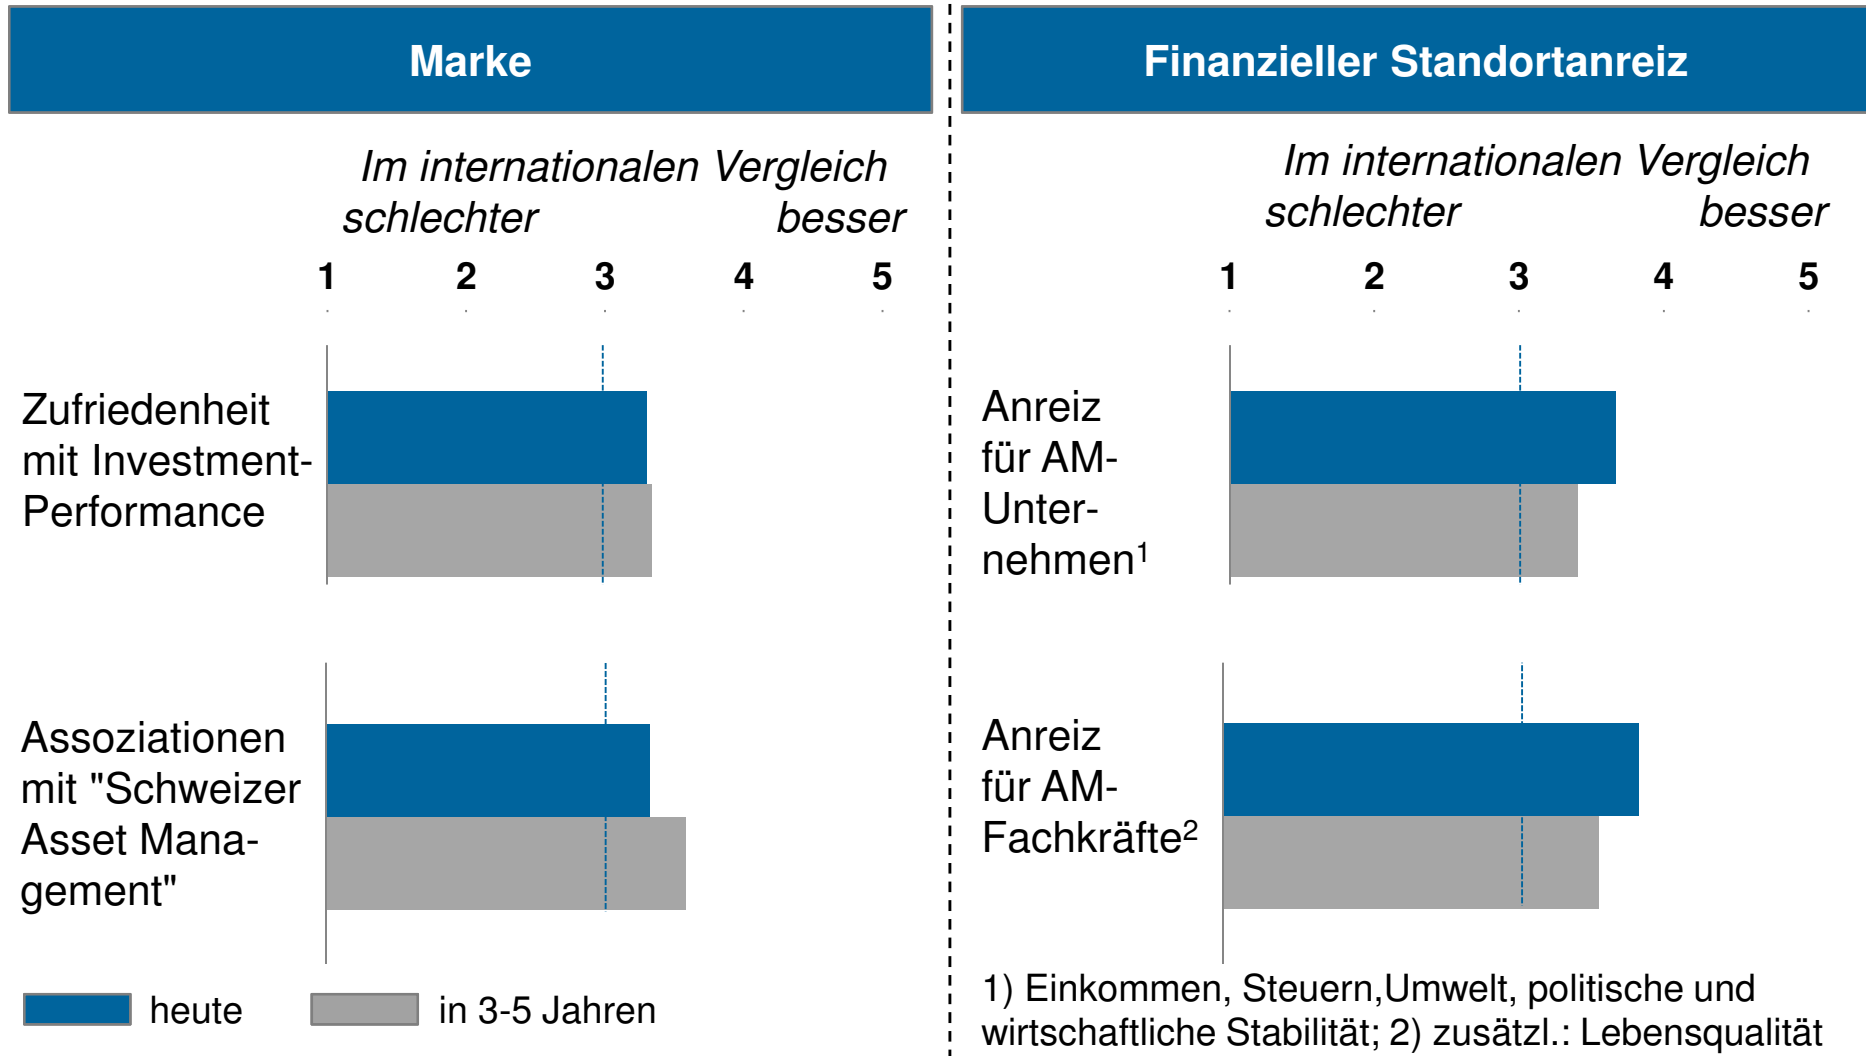 Marke
Im internationalen Vergleich
schlechter besser
1 2 3 4 5
Zufriedenheit
mit Investment-
Performance
Assoziationen
mit "Schweizer
Asset Mana-
gement"
heute in 3-5 Jahren
Finanzieller Standortanreiz
Im internationalen Vergleich
schlechter besser
1 2 3 4 5
Anreiz
für AM-
Unter-
nehmen¹
Anreiz
für AM-
Fachkräfte²
1) Einkommen, Steuern,Umwelt, politische und
wirtschaftliche Stabilität; 2) zusätzl.: Lebensqualität